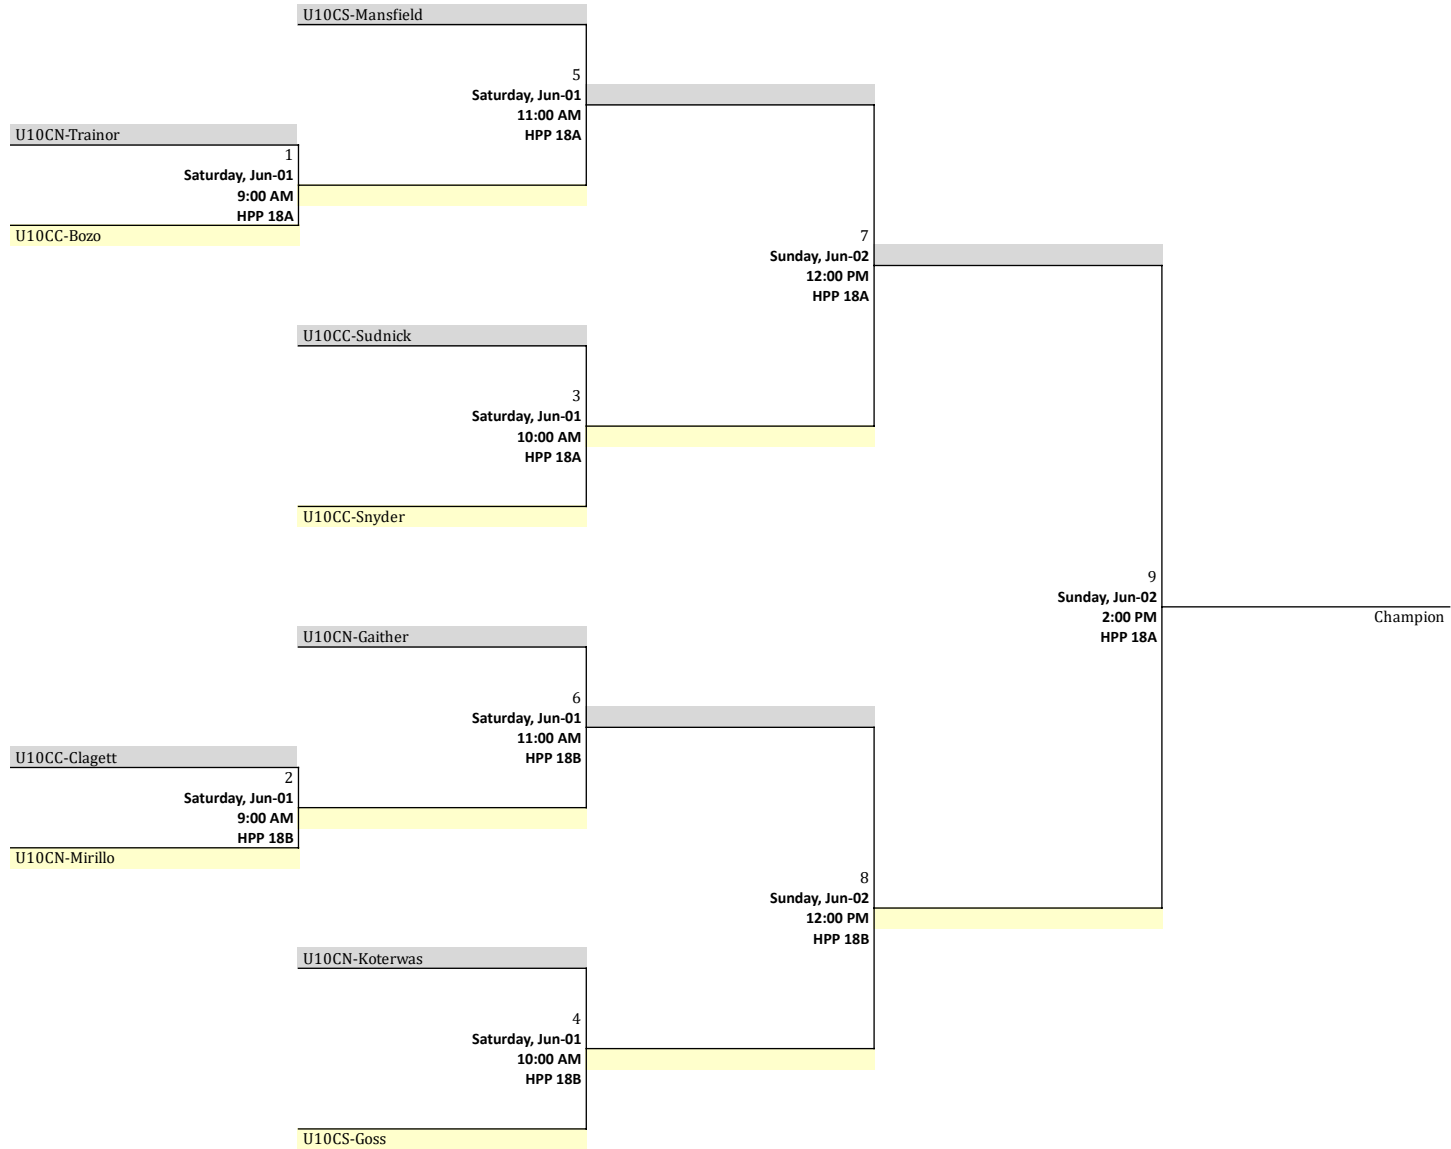 U10CS-Mansfield
5
Saturday, Jun-01
11:00 AM
HPP 18A
U10CN-Trainor
1
Saturday, Jun-01
9:00 AM
HPP 18A
U10CC-Bozo
7
Sunday, Jun-02
12:00 PM
HPP 18A
U10CC-Sudnick
3
Saturday, Jun-01
10:00 AM
HPP 18A
U10CC-Snyder
9
Sunday, Jun-02
2:00 PM
HPP 18A
Champion
U10CN-Gaither
6
Saturday, Jun-01
11:00 AM
HPP 18B
U10CC-Clagett
2
Saturday, Jun-01
9:00 AM
HPP 18B
U10CN-Mirillo
8
Sunday, Jun-02
12:00 PM
HPP 18B
U10CN-Koterwas
4
Saturday, Jun-01
10:00 AM
HPP 18B
U10CS-Goss